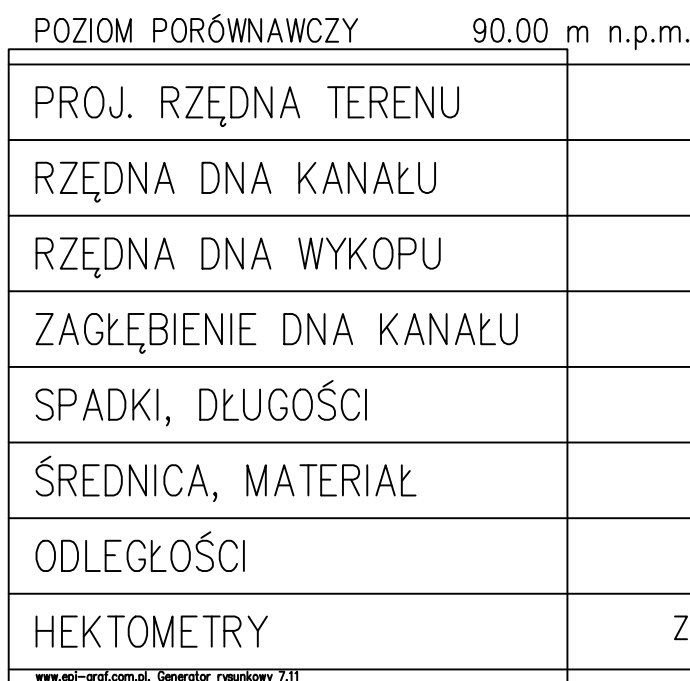 POZIOM PORÓWNAWCZY 90.00 m n.p.m.
PROJ. RZĘDNA TERENU
RZĘDNA DNA KANAŁU
RZĘDNA DNA WYKOPU
ZAGŁĘBIENIE DNA KANAŁU
SPADKI, DŁUGOŚCI
ŚREDNICA, MATERIAŁ
ODLEGŁOŚCI
HEKTOMETRY Z
www.epi-graf.com.pl. Generator rysunkowy 7.11